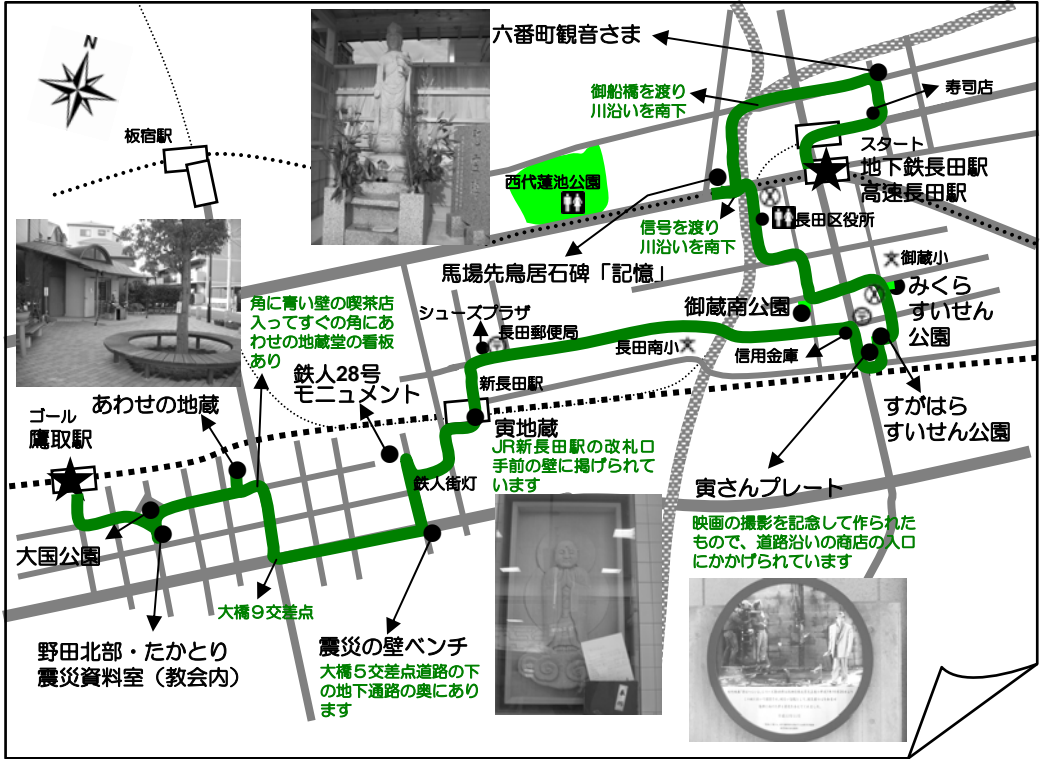 N
六番町観音さま
御船橋を渡り
川沿いを南下
寿司店
板宿駅
スタート
地下鉄長田駅
高速長田駅
西代蓮池公園
長田区役所
信号を渡り
川沿いを南下
馬場先鳥居石碑「記憶」
御蔵小
みくら
すいせん
公園
御蔵南公園
角に青い壁の喫茶店
入ってすぐの角にあ
わせの地蔵堂の看板
あり
シューズプラザ
長田郵便局
長田南小
信用金庫
鉄人28号
モニュメント
新長田駅
あわせの地蔵
ゴール
鷹取駅
寅地蔵
JR新長田駅の改札口
手前の壁に掲げられて
います
すがはら
すいせん公園
鉄人街灯
寅さんプレート
映画の撮影を記念して作られた
もので、道路沿いの商店の入口
にかかげられています
大国公園
大橋９交差点
野田北部・たかとり
震災資料室（教会内）
震災の壁ベンチ
大橋５交差点道路の下
の地下通路の奥にあり
ます